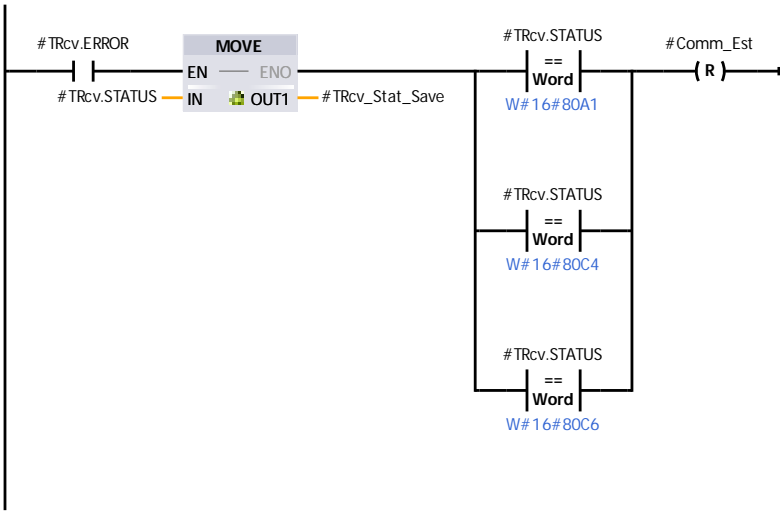 #TRcv.ERROR
MOVE
EN ENO
#TRcv.STATUS IN OUT1 #TRcv_Stat_Save
#TRcv.STATUS
==
Word
W#16#80A1
#Comm_Est
R
#TRcv.STATUS
==
Word
W#16#80C4
#TRcv.STATUS
==
Word
W#16#80C6